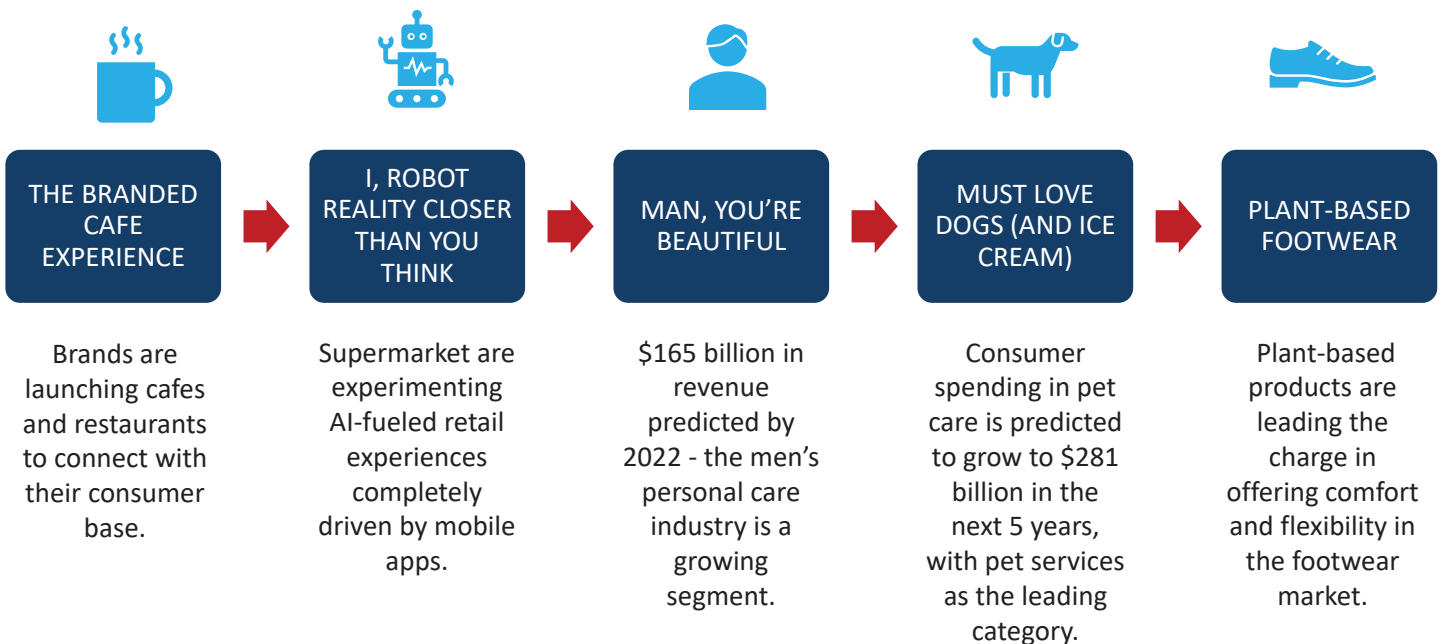 THE BRANDED
CAFE
EXPERIENCE
I, ROBOT
REALITY CLOSER
THAN YOU
THINK
MAN, YOU’RE
BEAUTIFUL
MUST LOVE
DOGS (AND ICE
CREAM)
PLANT-BASED
FOOTWEAR
Brands are
launching cafes
and restaurants
to connect with
their consumer
base.
Supermarket are
experimenting
AI-fueled retail
experiences
completely
driven by mobile
apps.
$165 billion in
revenue
predicted by
2022 - the men’s
personal care
industry is a
growing
segment.
Consumer
spending in pet
care is predicted
to grow to $281
billion in the
next 5 years,
with pet services
as the leading
category.
Plant-based
products are
leading the
charge in
offering comfort
and flexibility in
the footwear
market.